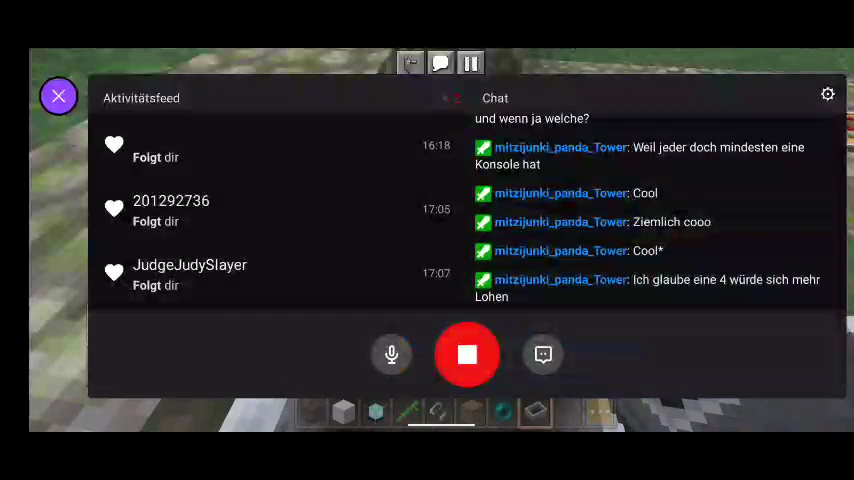 Aktivitätsfeed
Chat
Folgt dir
16:18
201292736
Folgt dir
17:05
JudgeJudySlayer
Folgt dir
17:07
und wenn ja welche?
mitzijunki_panda_Tower: Weil jeder doch mindesten eine
Konsole hat
mitzijunki_panda_Tower: Cool
mitzijunki_panda_Tower: Ziemlich cooo
mitzijunki_panda_Tower: Cool*
mitzijunki_panda_Tower: Ich glaube eine 4 würde sich mehr
Lohen